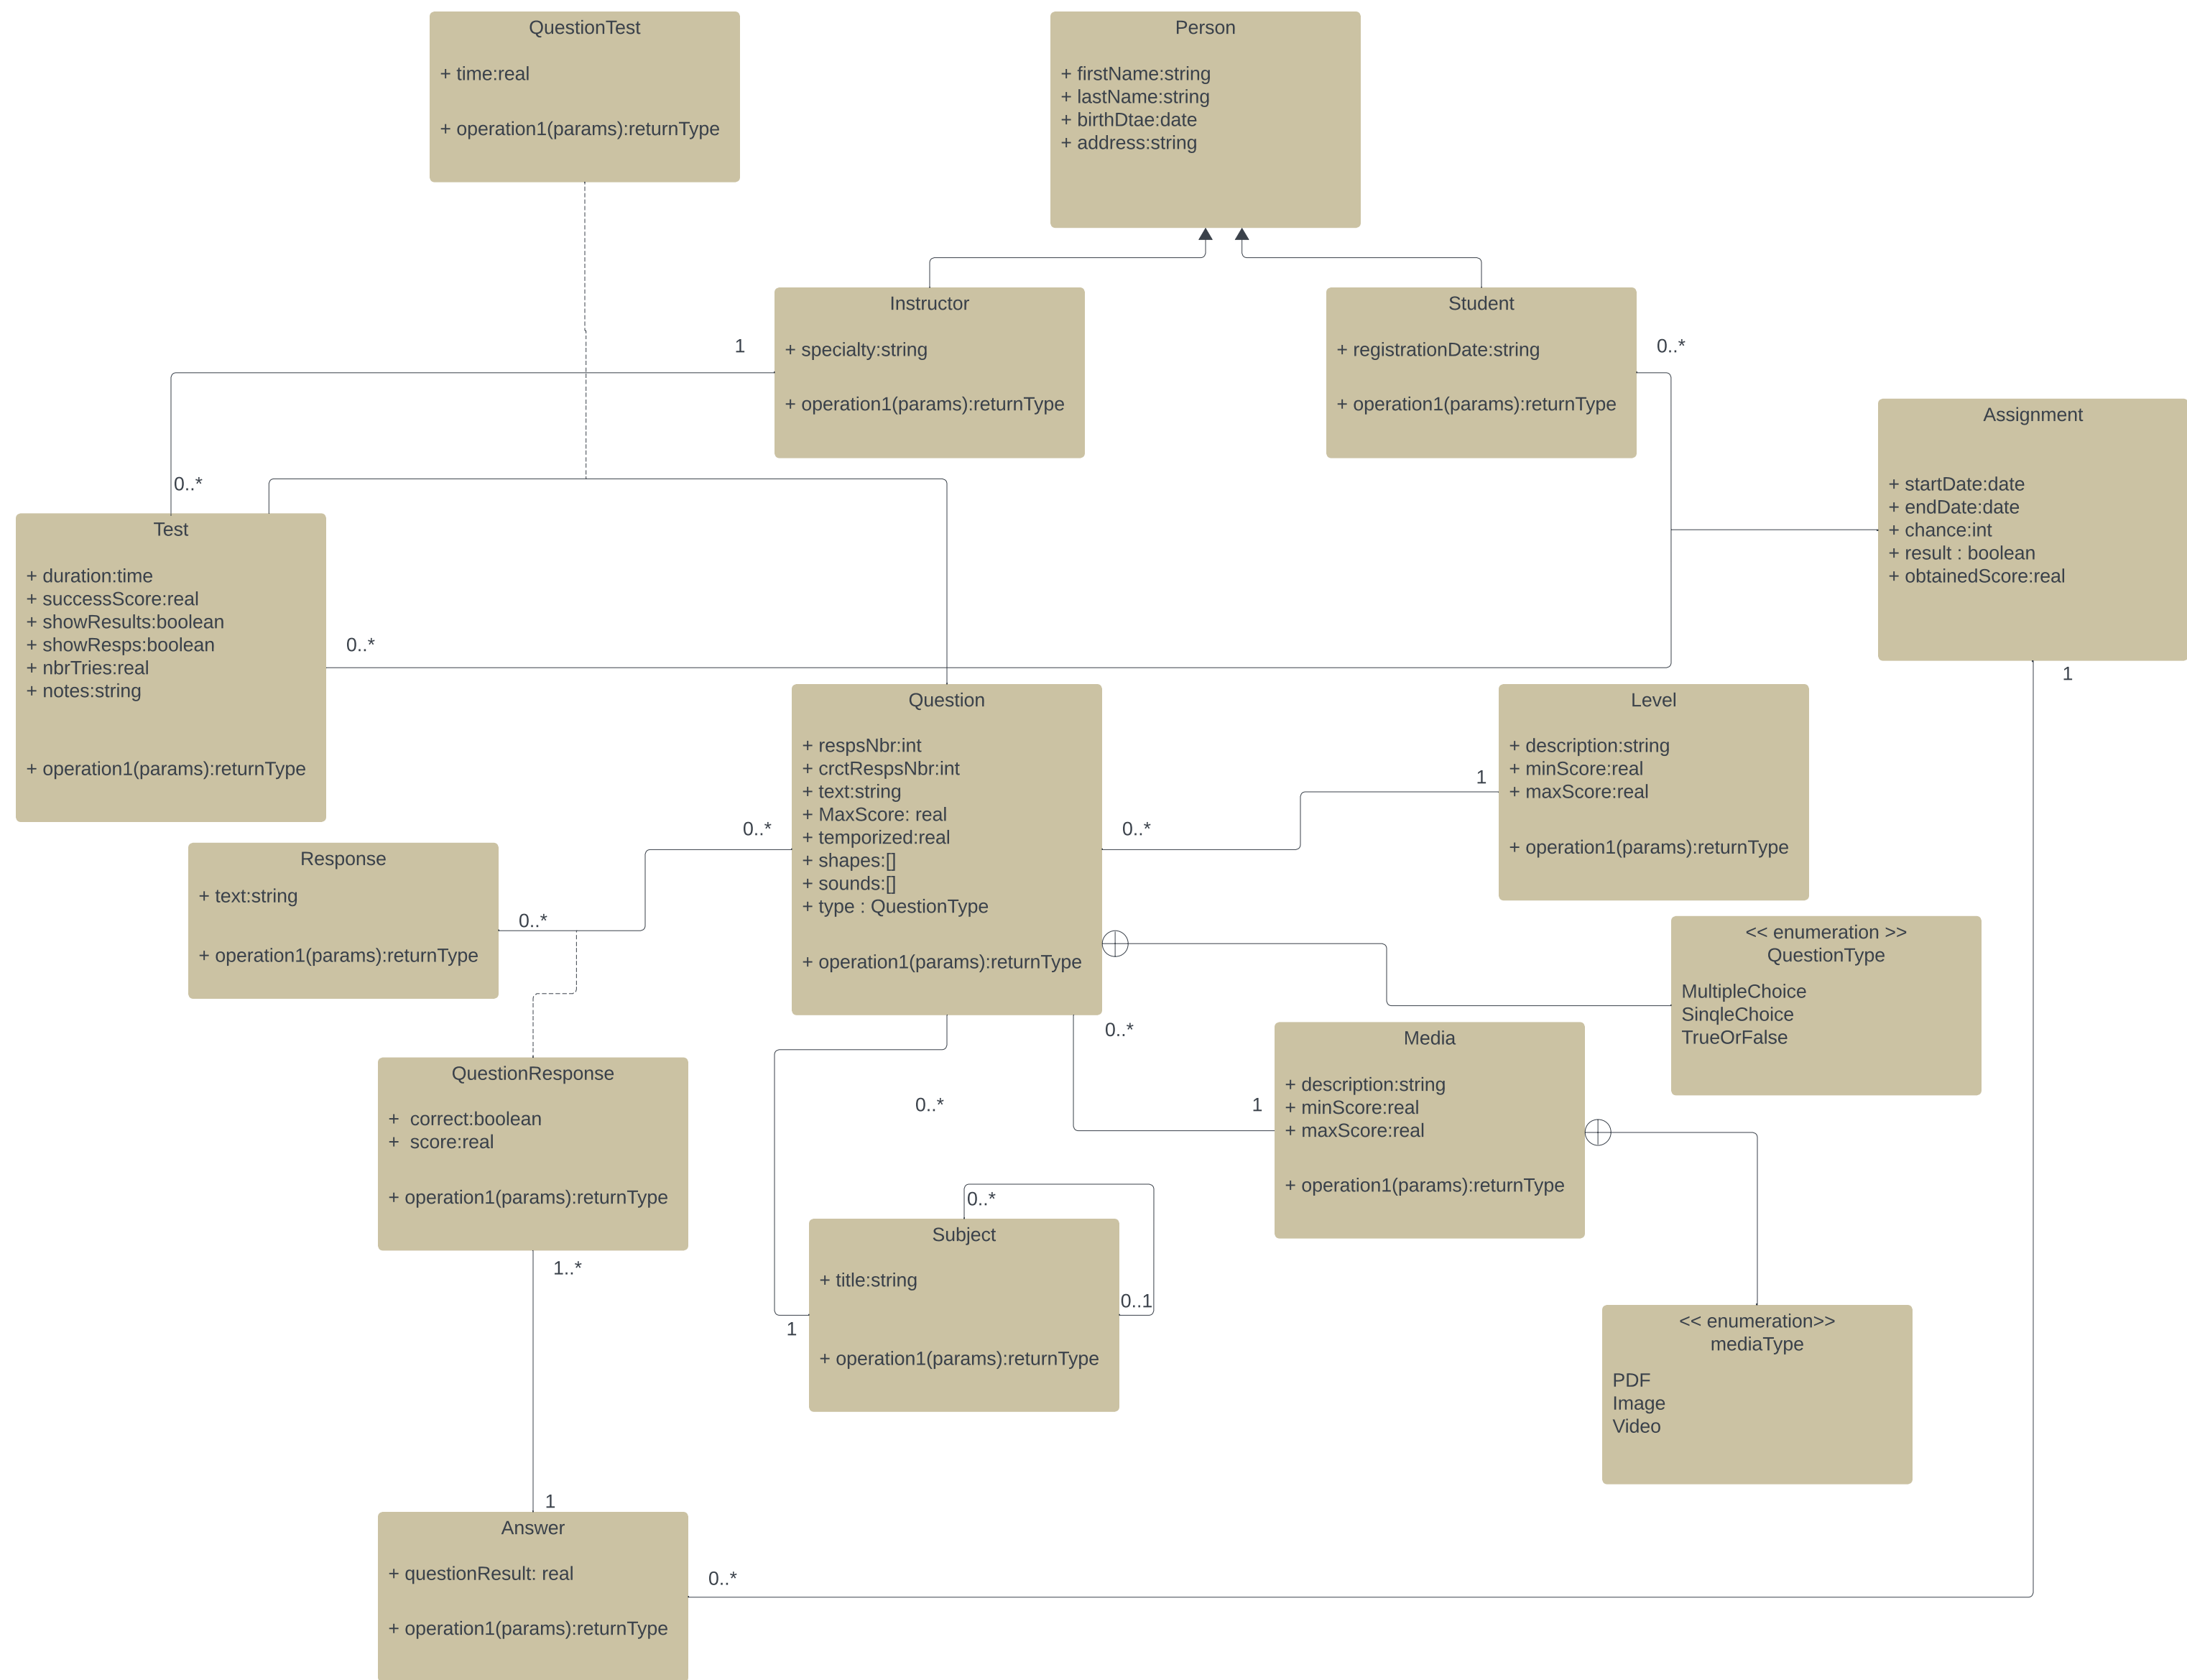 QuestionTest
+ time:real
+ operation1(params):returnType
Person
+ firstName:string
+ lastName:string
+ birthDtae:date
+ address:string
Instructor
+ specialty:string
+ operation1(params):returnType
1
Student
+ registrationDate:string
+ operation1(params):returnType
0..*
Assignment
+ startDate:date
+ endDate:date
+ chance:int
+ result : boolean
+ obtainedScore:real
1
0..*
Test
+ duration:time
+ successScore:real
+ showResults:boolean
+ showResps:boolean
+ nbrTries:real
+ notes:string
+ operation1(params):returnType
0..*
Question
+ respsNbr:int
+ crctRespsNbr:int
+ text:string
+ MaxScore: real
+ temporized:real
+ shapes:[]
+ sounds:[]
+ type : QuestionType
+ operation1(params):returnType
0..*
0..*
1
Level
+ description:string
+ minScore:real
+ maxScore:real
+ operation1(params):returnType
Response
+ text:string
+ operation1(params):returnType
0..*
<< enumeration >>
QuestionType
MultipleChoice
SinqleChoice
TrueOrFalse
0..*
0..*
1
Media
+ description:string
+ minScore:real
+ maxScore:real
+ operation1(params):returnType
QuestionResponse
+  correct:boolean
+  score:real
+ operation1(params):returnType
1..*
0..*
Subject
+ title:string
+ operation1(params):returnType
0..1
1
<< enumeration>>
mediaType
PDF
Image
Video
1
Answer
+ questionResult: real
+ operation1(params):returnType
0..*